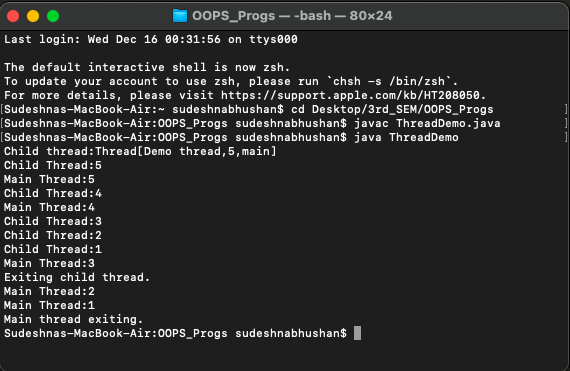 OOPS_Progs — -bash — 80×24
Last login: Wed Dec 16 00:31:56 on ttys000
The default interactive shell is now zsh.
To update your account to use zsh, please run `chsh -s /bin/zsh`.
For more details, please visit https://support.apple.com/kb/HT208050.
[Sudeshnas-MacBook-Air:~ sudeshnabhushan$ cd Desktop/3rd_SEM/OOPS_Progs ]
[Sudeshnas-MacBook-Air:OOPS_Progs sudeshnabhushan$ javac ThreadDemo.java ]
[Sudeshnas-MacBook-Air:OOPS_Progs sudeshnabhushan$ java ThreadDemo ]
Child thread:Thread[Demo thread,5,main]
Child Thread:5
Main Thread:5
Child Thread:4
Main Thread:4
Child Thread:3
Child Thread:2
Child Thread:1
Main Thread:3
Exiting child thread.
Main Thread:2
Main Thread:1
Main thread exiting.
Sudeshnas-MacBook-Air:OOPS_Progs sudeshnabhushan$